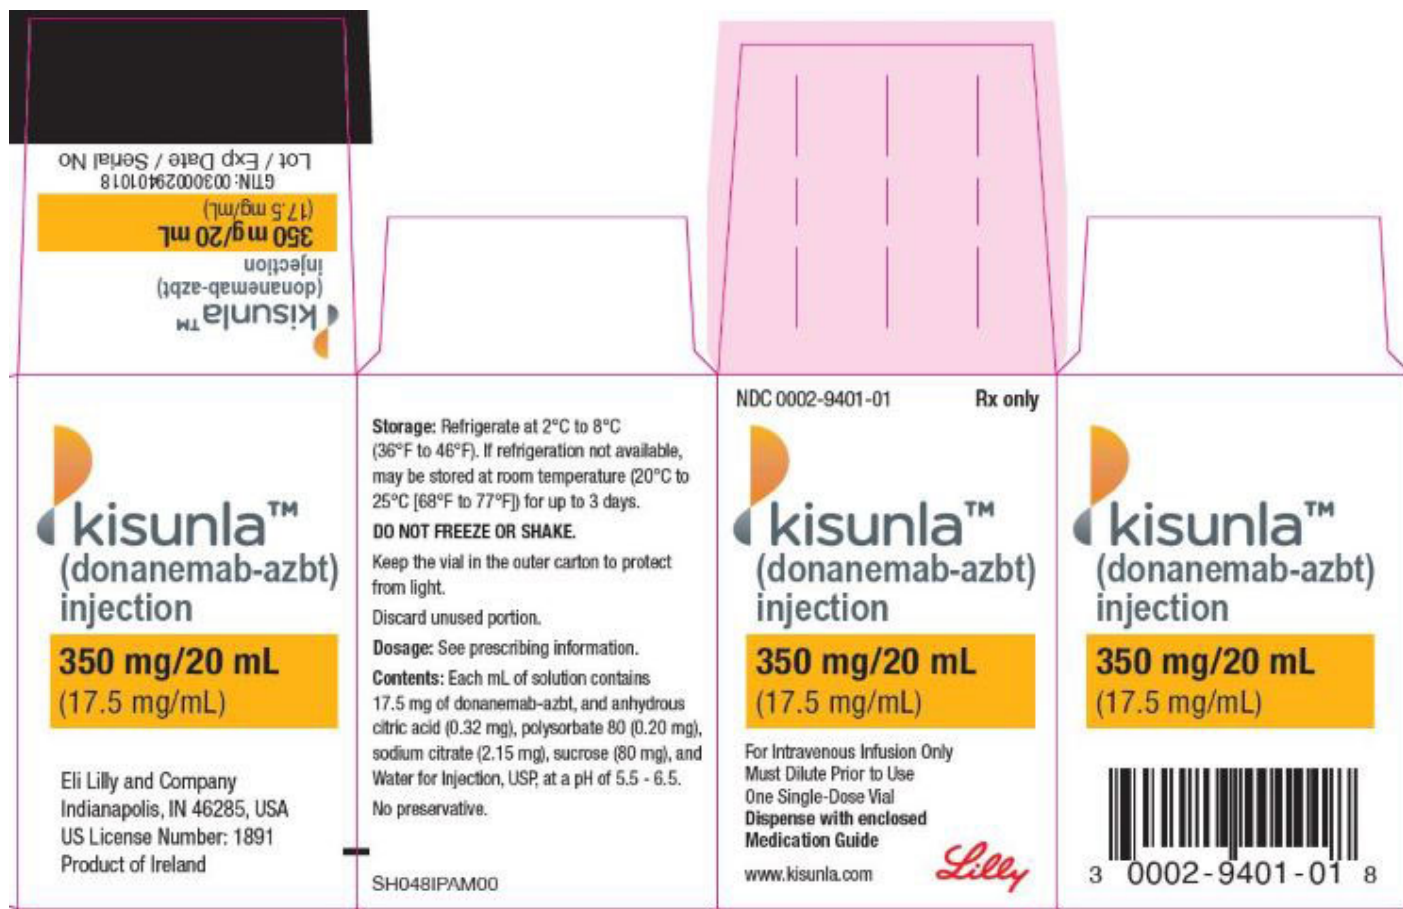 Lot / Exp Date / Serial No
GTIN: 00300029401018
350 mg/20 mL
(17.5 mg/mL)
kisunla™
(donanemab-azbt)
injection
kisunla™
(donanemab-azbt)
injection
350 mg/20 mL
(17.5 mg/mL)
Eli Lilly and Company
Indianapolis, IN 46285, USA
US License Number: 1891
Product of Ireland
Storage: Refrigerate at 2°C to 8°C
(36°F to 46°F). If refrigeration not available,
may be stored at room temperature (20°C to
25°C [68°F to 77°F]) for up to 3 days.
DO NOT FREEZE OR SHAKE.
Keep the vial in the outer carton to protect
from light.
Discard unused portion.
Dosage: See prescribing information.
Contents: Each mL of solution contains
17.5 mg of donanemab-azbt, and anhydrous
citric acid (0.32 mg), polysorbate 80 (0.20 mg),
sodium citrate (2.15 mg), sucrose (80 mg), and
Water for Injection, USP, at a pH of 5.5 - 6.5.
No preservative.
SH048IPAM00
NDC 0002-9401-01 Rx only
kisunla™
(donanemab-azbt)
injection
350 mg/20 mL
(17.5 mg/mL)
For Intravenous Infusion Only
Must Dilute Prior to Use
One Single-Dose Vial
Dispense with enclosed
Medication Guide
www.kisunla.com
Lilly
kisunla™
(donanemab-azbt)
injection
350 mg/20 mL
(17.5 mg/mL)
3 0002-9401-01 8